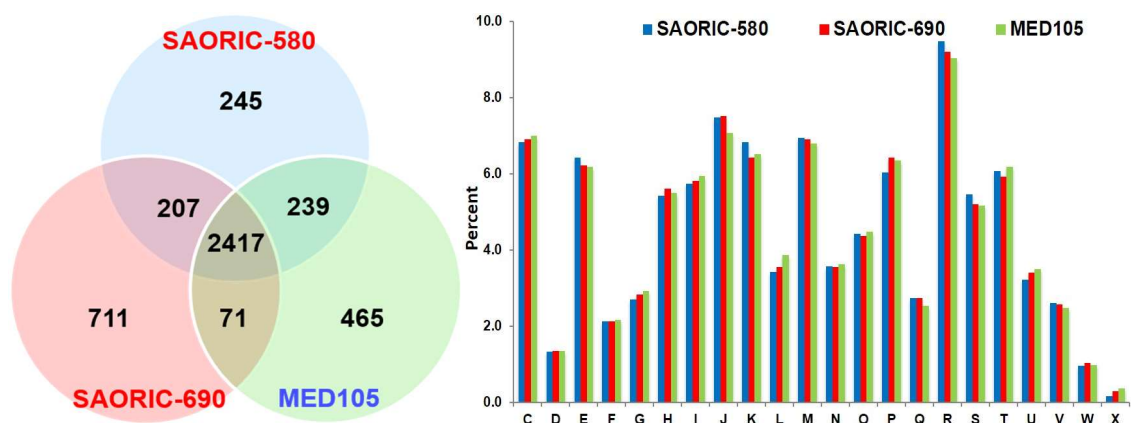 SAORIC-580
245
207
239
2417
711
71
465
SAORIC-690
MED105
SAORIC-580 SAORIC-690 MED105
Percent
10.0
8.0
6.0
4.0
2.0
0.0
C D E F G H I J K L M N O P Q R S T U V W X